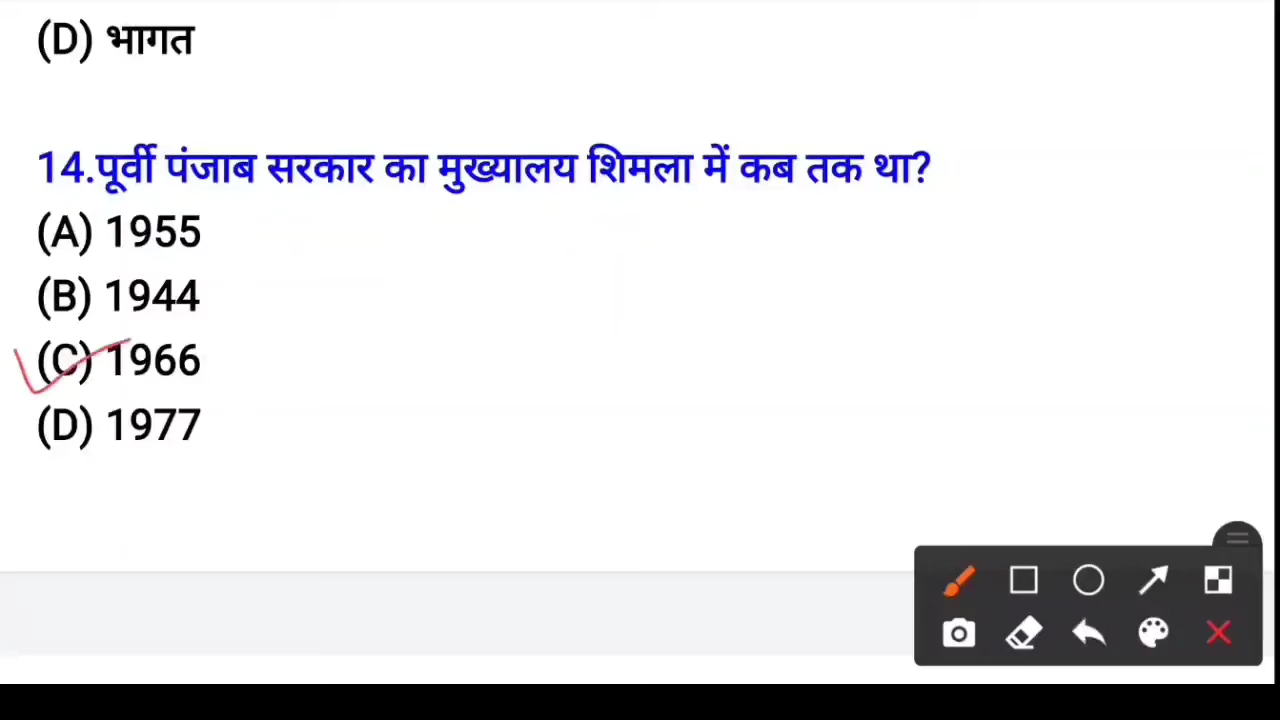 (D) भागत
14.पूर्वी पंजाब सरकार का मुख्यालय शिमला में कब तक था?
(A) 1955
(B) 1944
(C) 1966
(D) 1977